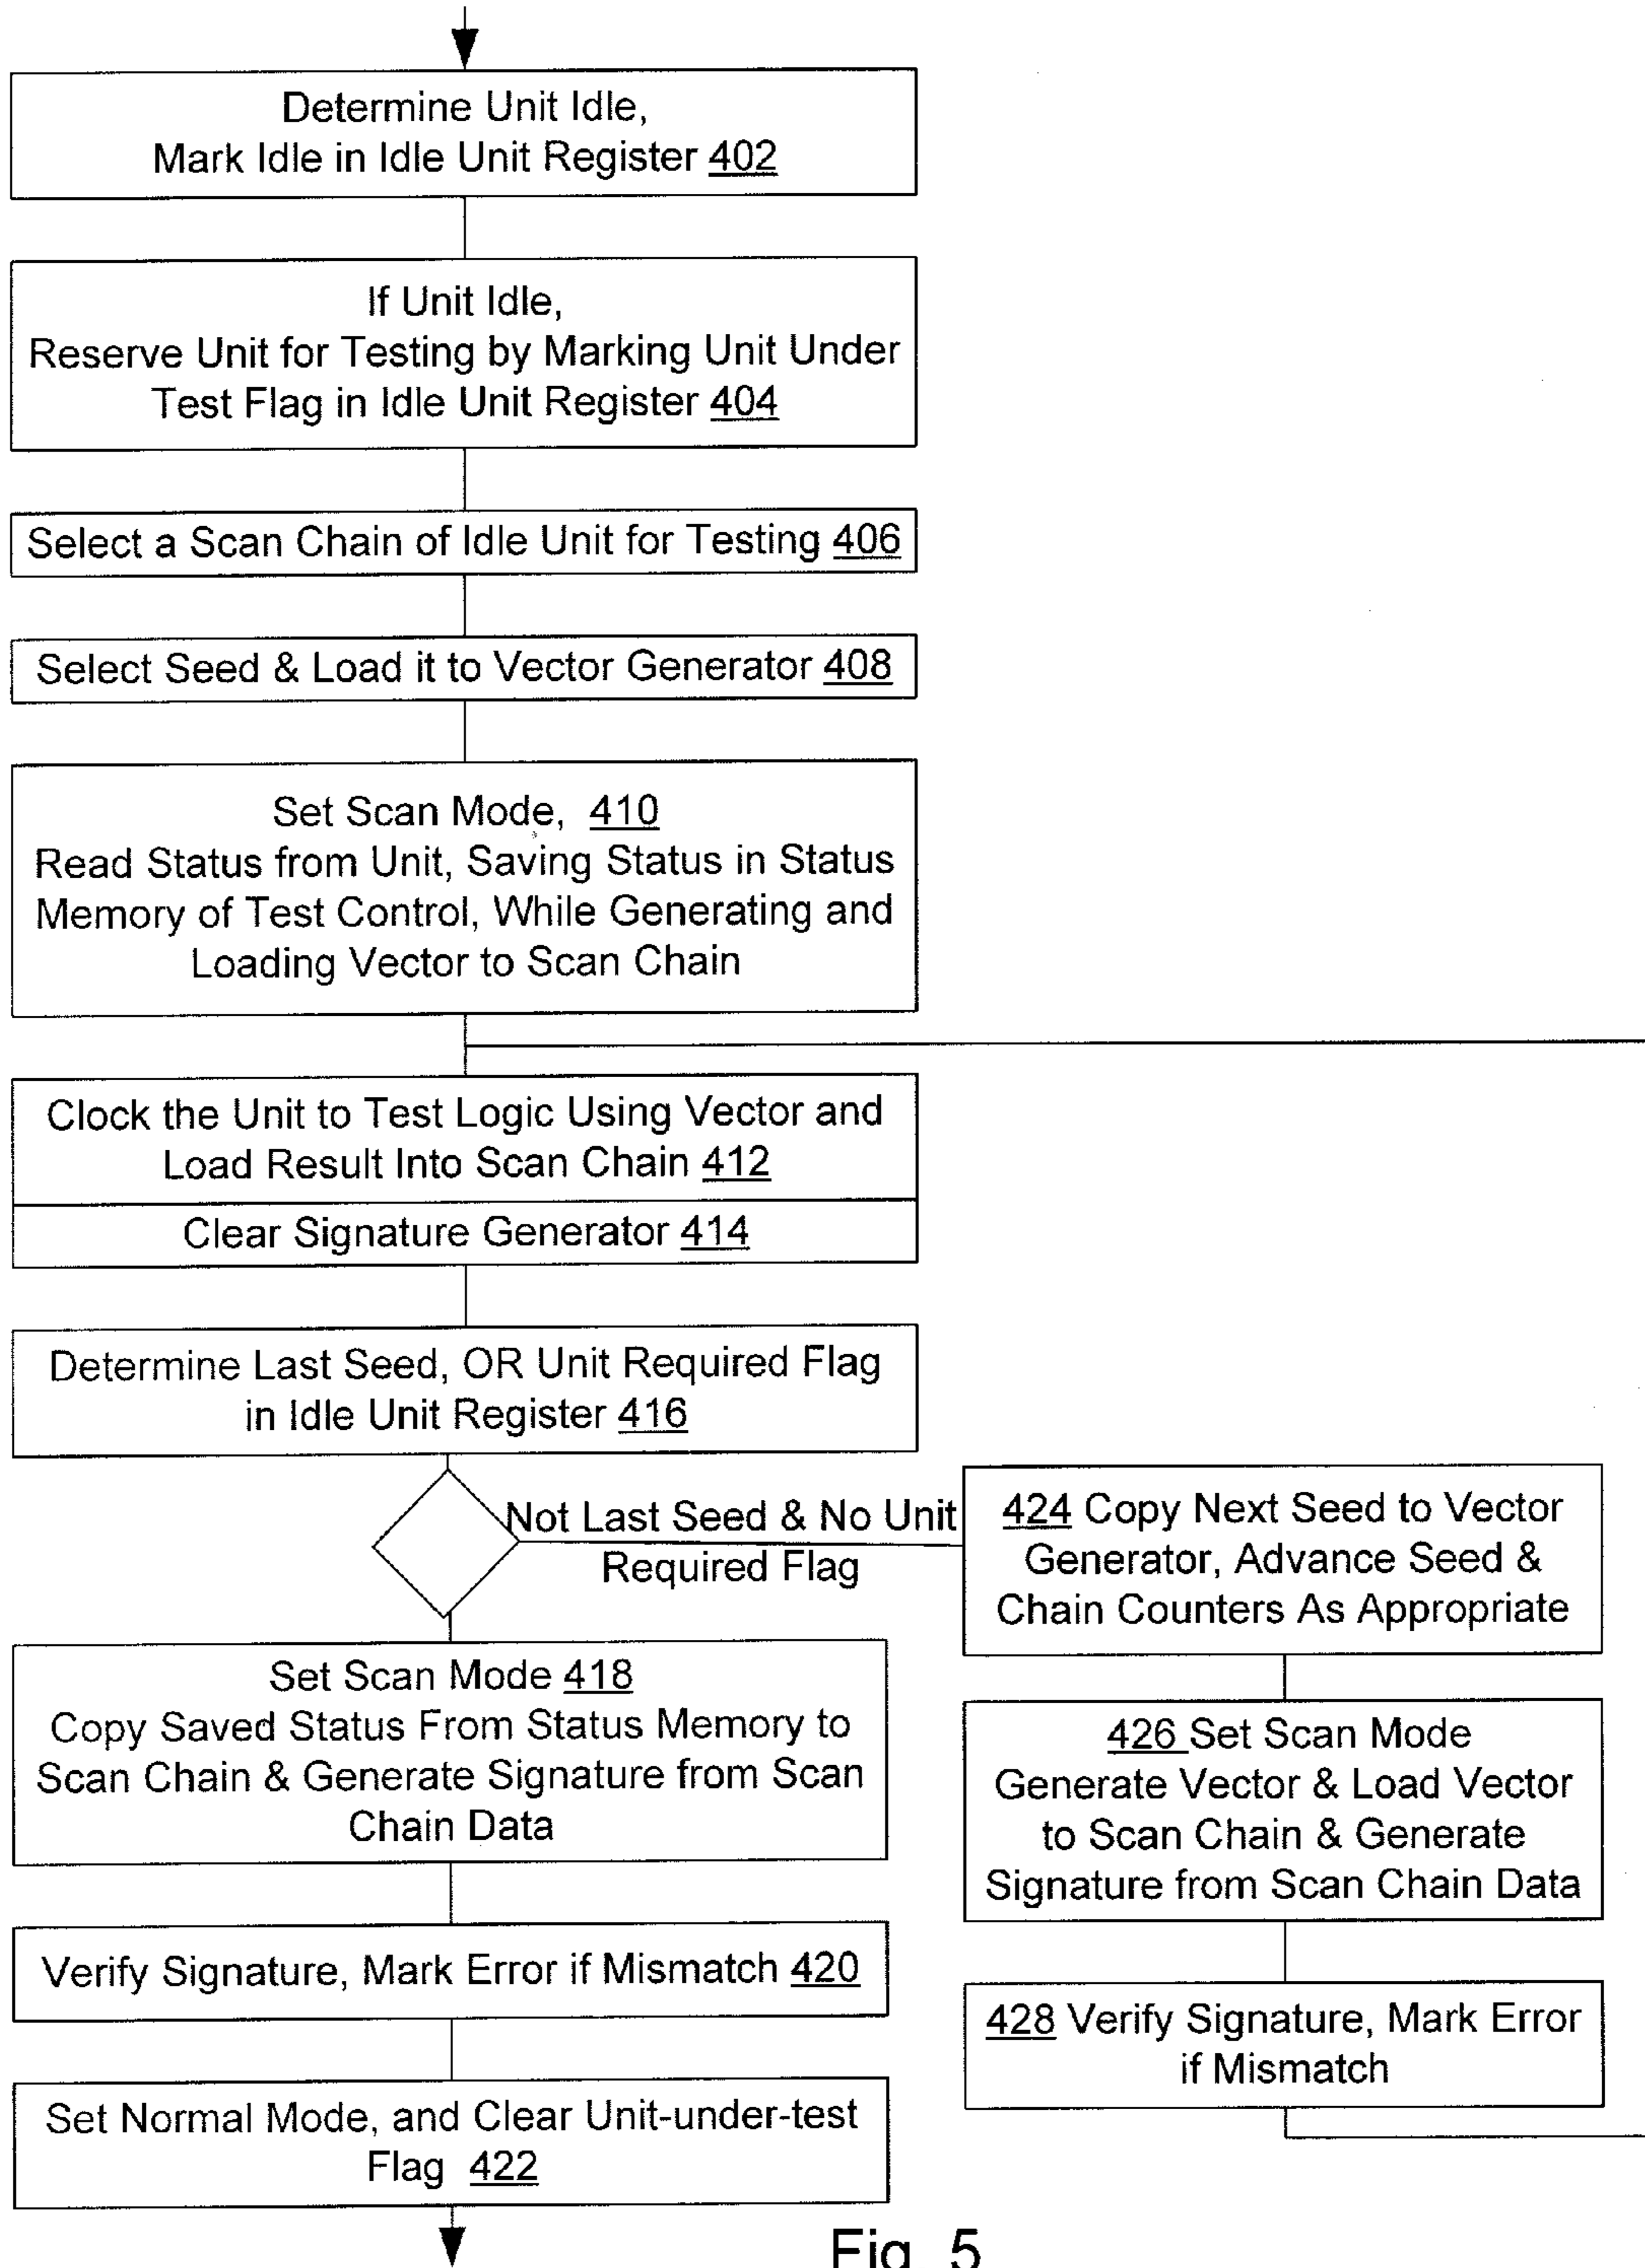 Determine Unit Idle,
Mark Idle in Idle Unit Register 402
If Unit Idle,
Reserve Unit for Testing by Marking Unit Under
Test Flag in Idle Unit Register 404
Select a Scan Chain of Idle Unit for Testing 406
Select Seed & Load it to Vector Generator 408
Set Scan Mode, 410
Read Status from Unit, Saving Status in Status
Memory of Test Control, While Generating and
Loading Vector to Scan Chain
Clock the Unit to Test Logic Using Vector and
Load Result Into Scan Chain 412
Clear Signature Generator 414
Determine Last Seed, OR Unit Required Flag
in Idle Unit Register 416
Not Last Seed & No Unit
Required Flag
424 Copy Next Seed to Vector
Generator, Advance Seed &
Chain Counters As Appropriate
Set Scan Mode 418
Copy Saved Status From Status Memory to
Scan Chain & Generate Signature from Scan
Chain Data
426 Set Scan Mode
Generate Vector & Load Vector
to Scan Chain & Generate
Signature from Scan Chain Data
Verify Signature, Mark Error if Mismatch 420
428 Verify Signature, Mark Error
if Mismatch
Set Normal Mode, and Clear Unit-under-test
Flag 422
Fig. 5